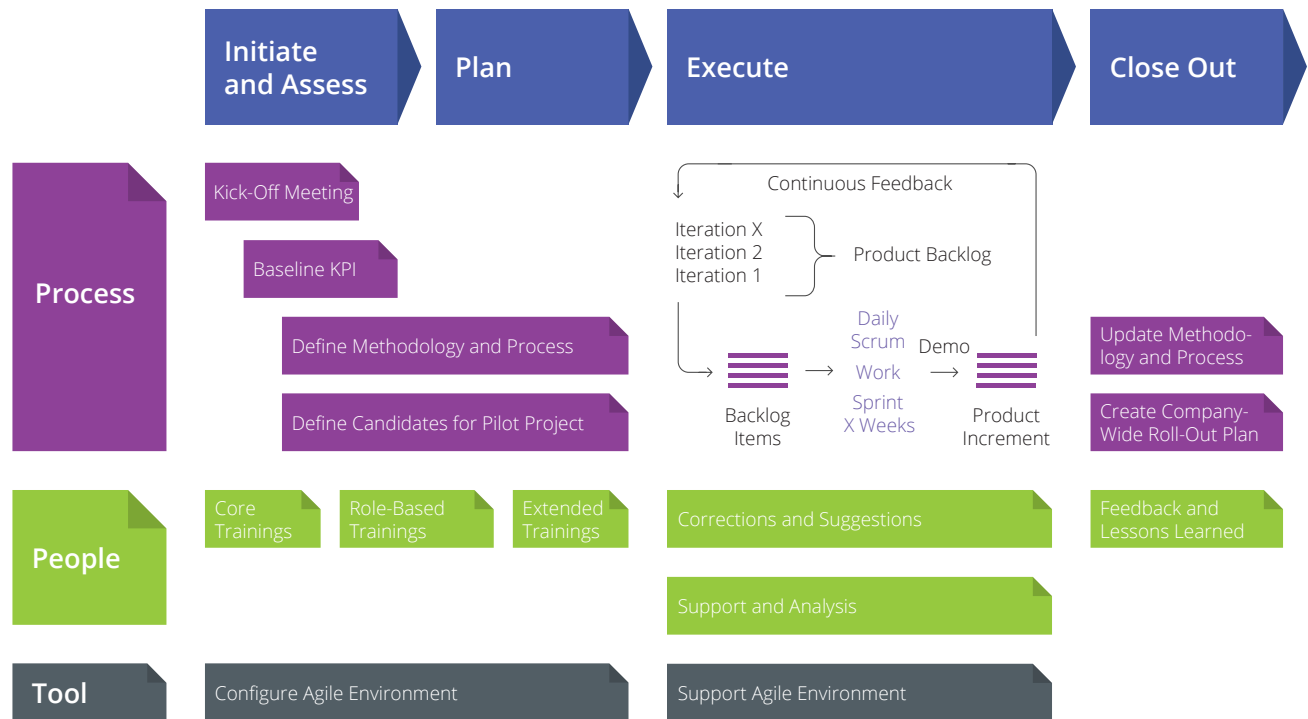 Initiate
and Assess
Plan
Execute
Close Out
Process
Kick-Off Meeting
Baseline KPI
Define Methodology and Process
Define Candidates for Pilot Project
Continuous Feedback
Iteration X
Iteration 2
Iteration 1
Product Backlog
Backlog
Items
Daily
Scrum
Work
Sprint
X Weeks
Demo
Product
Increment
Update Methodo-
logy and Process
Create Company-
Wide Roll-Out Plan
People
Core
Trainings
Role-Based
Trainings
Extended
Trainings
Corrections and Suggestions
Support and Analysis
Feedback and
Lessons Learned
Tool
Configure Agile Environment
Support Agile Environment